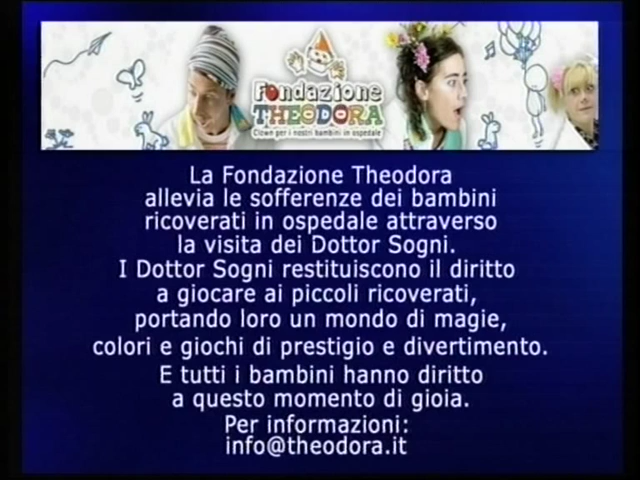 Fondazione
THEODORA
Clown per i nostri bambini in ospedale
La Fondazione Theodora
allevia le sofferenze dei bambini
ricoverati in ospedale attraverso
la visita dei Dottor Sogni.
I Dottor Sogni restituiscono il diritto
a giocare ai piccoli ricoverati,
portando loro un mondo di magie,
colori e giochi di prestigio e divertimento.
E tutti i bambini hanno diritto
a questo momento di gioia.
Per informazioni:
info@theodora.it